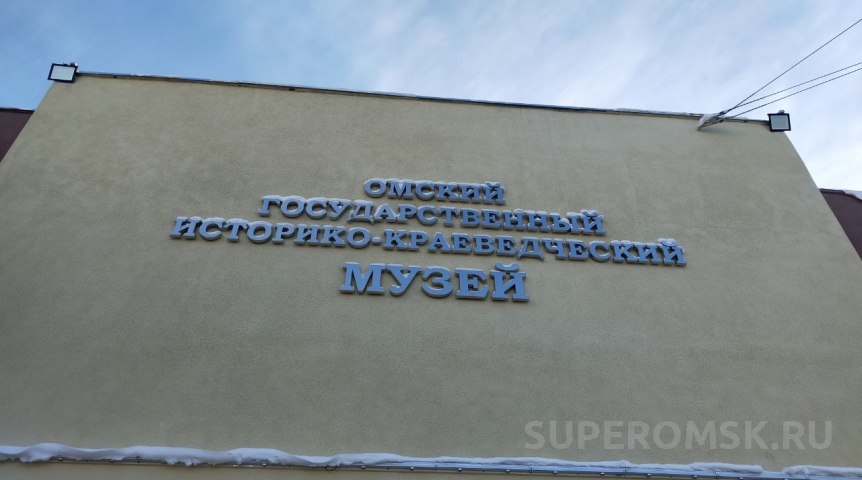 ОМСКИЙ
ГОСУДАРСТВЕННЫЙ
ИСТОРИКО-КРАЕВЕДЧЕСКИЙ
МУЗЕЙ
SUPEROMSK.RU